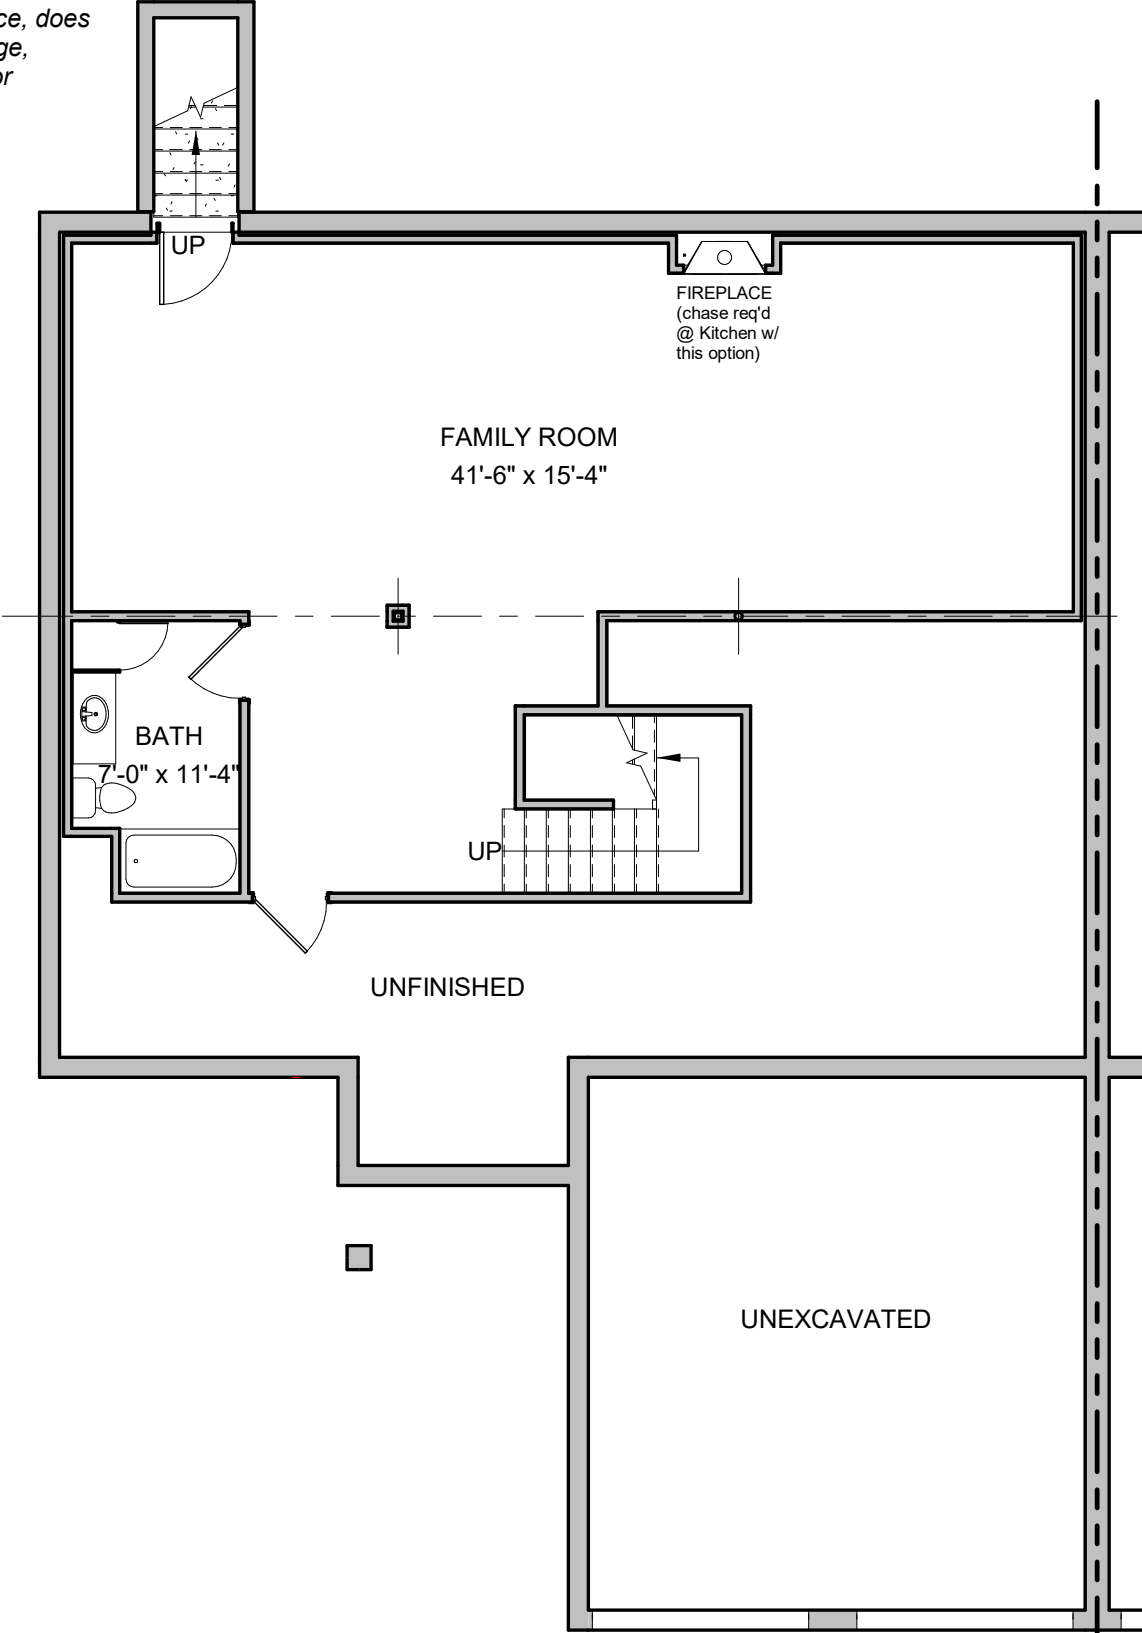 ce, does
ge,
or
UP
FIREPLACE
(chase req'd
@ Kitchen w/
this option)
FAMILY ROOM
41'-6" x 15'-4"
BATH
7'-0" x 11'-4"
UP
UNFINISHED
UNEXCAVATED